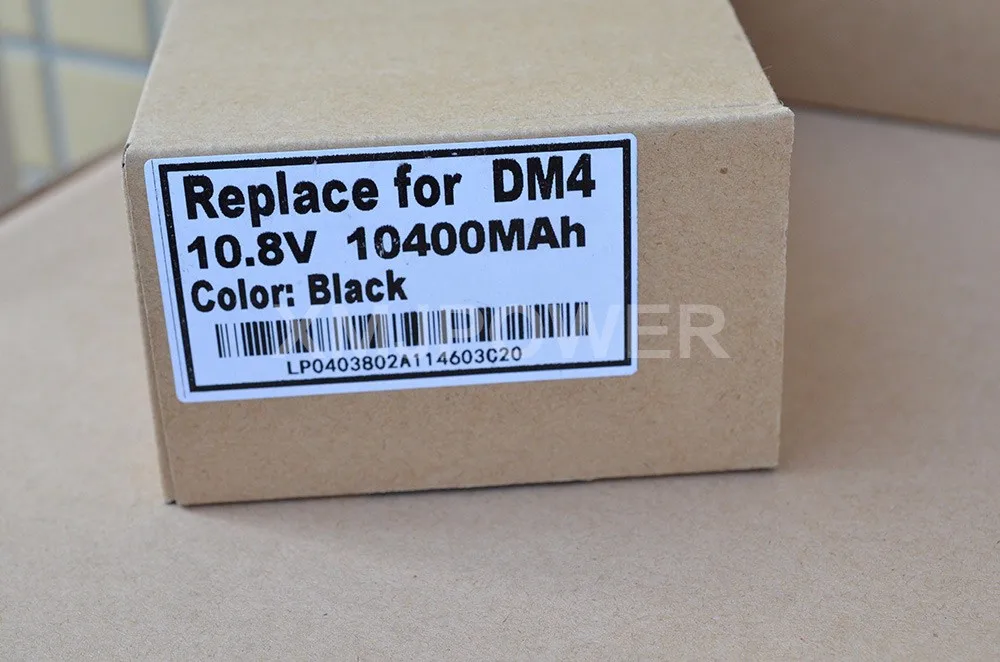 Replace for DM4
10.8V 10400MAh
Color: Black
LP0403802A114603C20